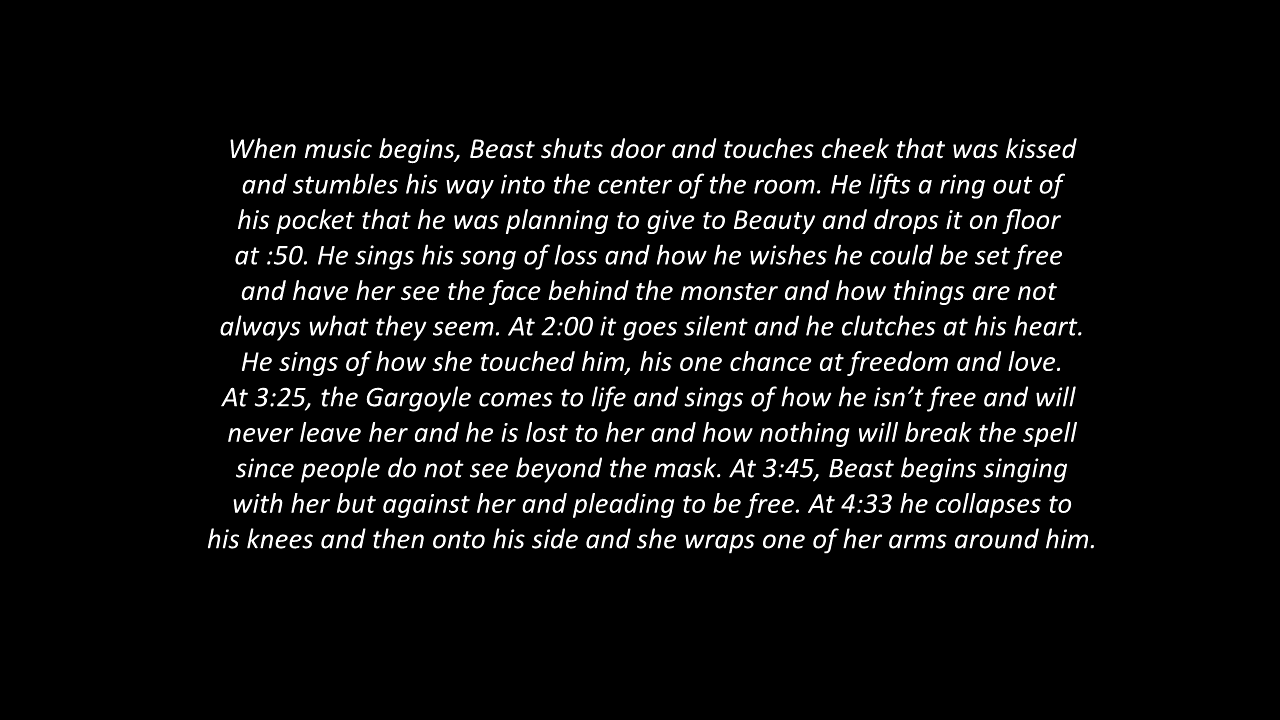 When music begins, Beast shuts door and touches cheek that was kissed
and stumbles his way into the center of the room. He lifts a ring out of
his pocket that he was planning to give to Beauty and drops it on floor
at :50. He sings his song of loss and how he wishes he could be set free
and have her see the face behind the monster and how things are not
always what they seem. At 2:00 it goes silent and he clutches at his heart.
He sings of how she touched him, his one chance at freedom and love.
At 3:25, the Gargoyle comes to life and sings of how he isn’t free and will
never leave her and he is lost to her and how nothing will break the spell
since people do not see beyond the mask. At 3:45, Beast begins singing
with her but against her and pleading to be free. At 4:33 he collapses to
his knees and then onto his side and she wraps one of her arms around him.